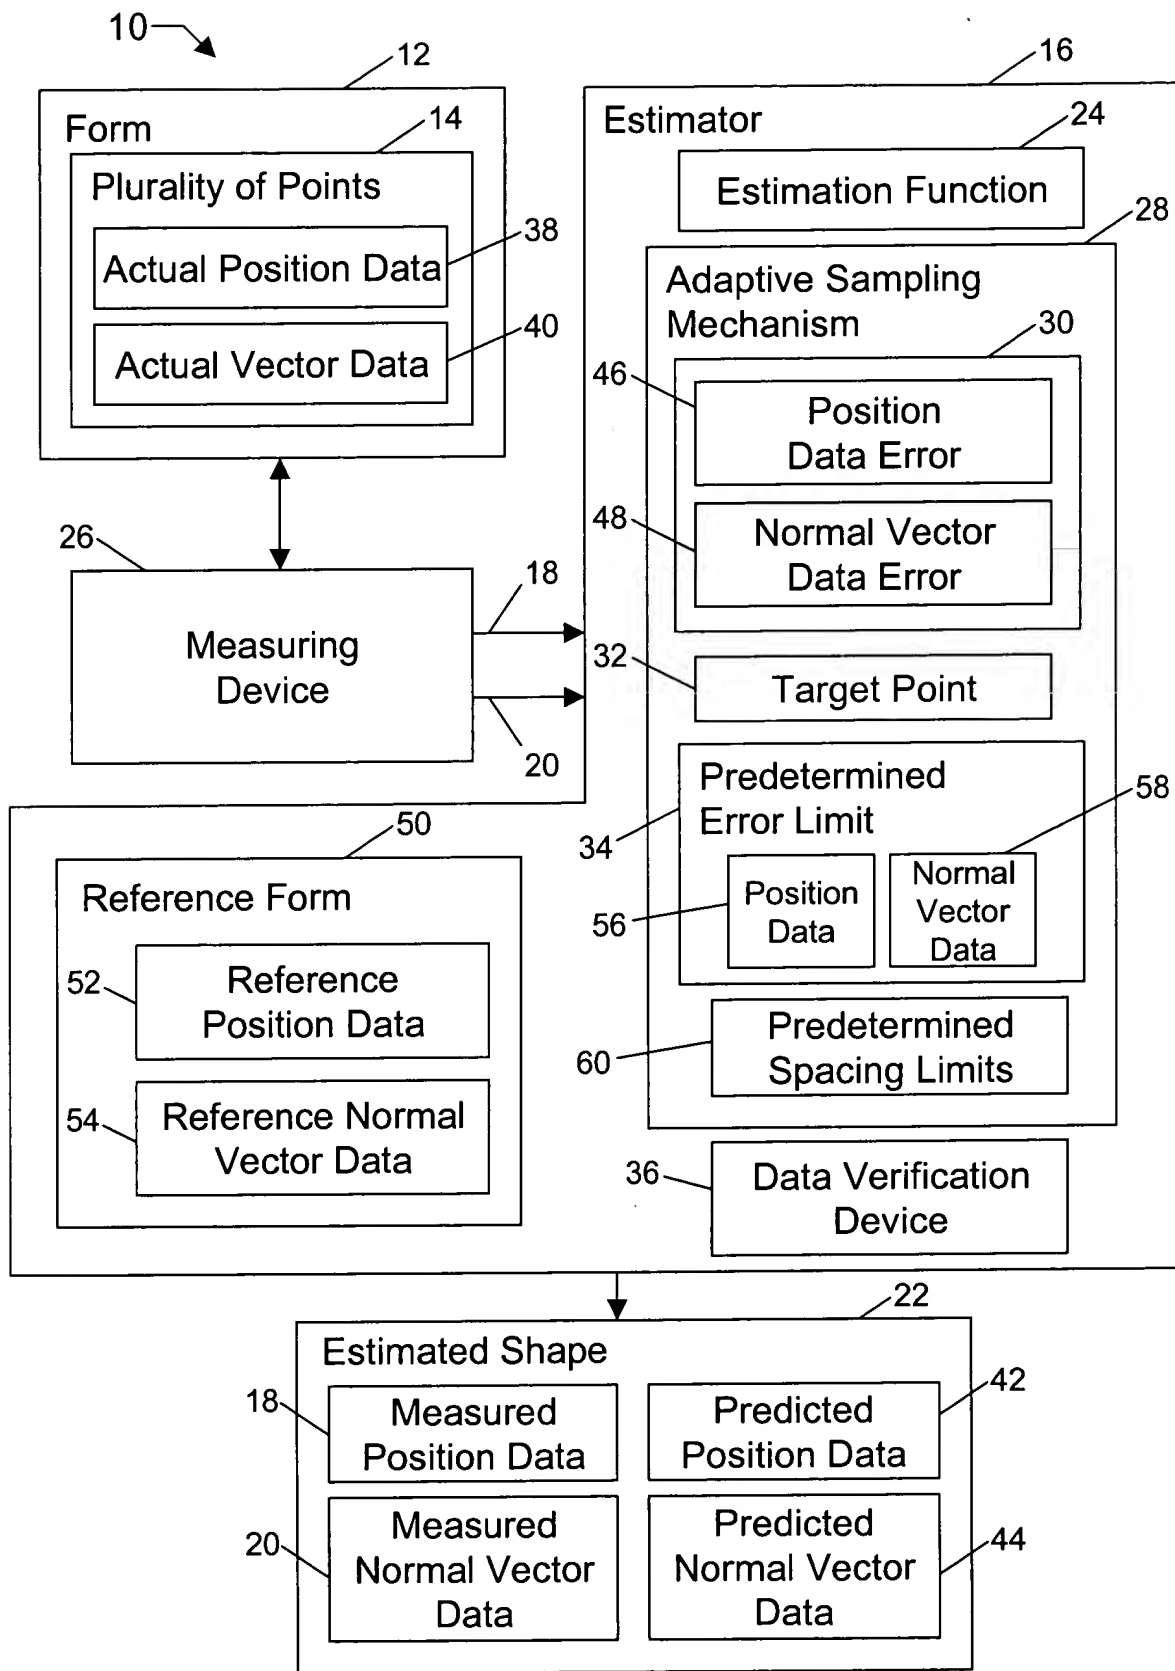 10
12
Form
14
Plurality of Points
38
Actual Position Data
40
Actual Vector Data
26
Measuring
Device
18
20
16
Estimator
24
Estimation Function
28
Adaptive Sampling
Mechanism
30
46
Position
Data Error
48
Normal Vector
Data Error
32
Target Point
Predetermined
Error Limit
34
58
56
Position
Data
Normal
Vector
Data
60
Predetermined
Spacing Limits
36
Data Verification
Device
50
Reference Form
52
Reference
Position Data
54
Reference Normal
Vector Data
22
Estimated Shape
18
Measured
Position Data
42
Predicted
Position Data
20
Measured
Normal Vector
Data
44
Predicted
Normal Vector
Data